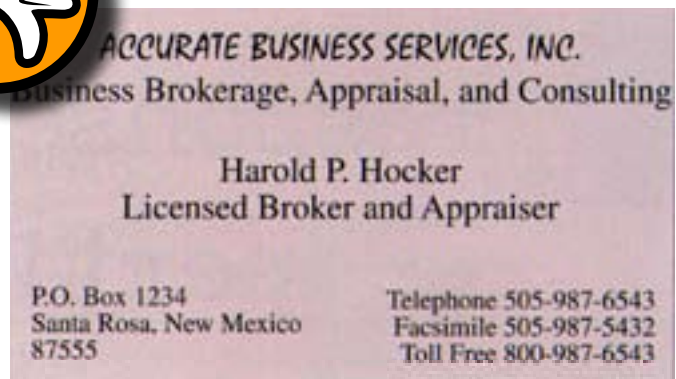 ACCURATE BUSINESS SERVICES, INC.
Business Brokerage, Appraisal, and Consulting
Harold P. Hocker
Licensed Broker and Appraiser
P.O. Box 1234
Santa Rosa, New Mexico
87555
Telephone 505-987-6543
Facsimile 505-987-5432
Toll Free 800-987-6543